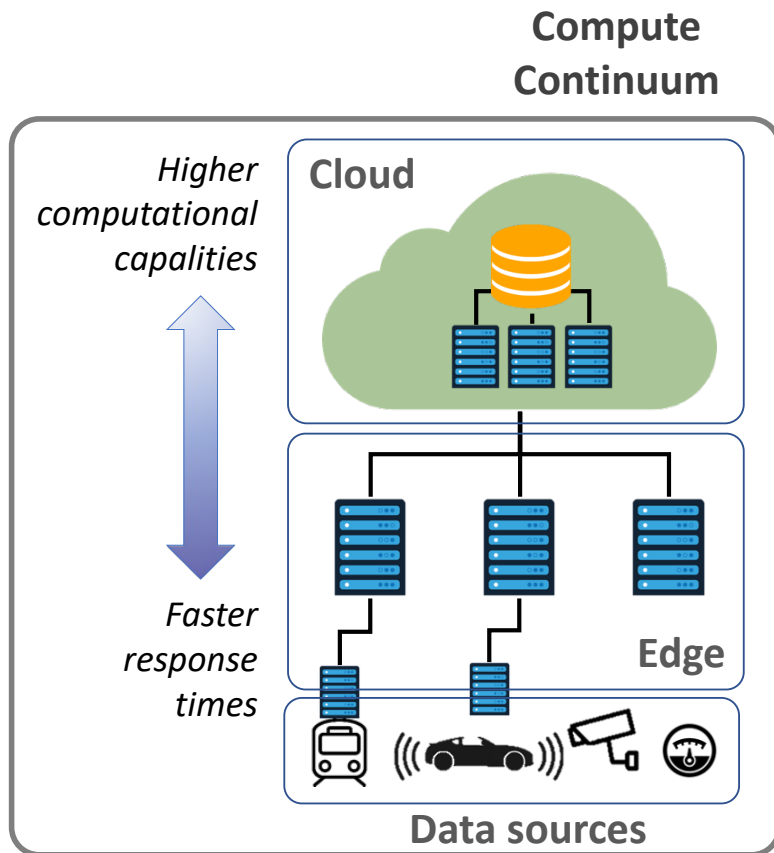 Compute
Continuum
Higher
computational
capalities
Cloud
Faster
response
times
Edge
Data sources